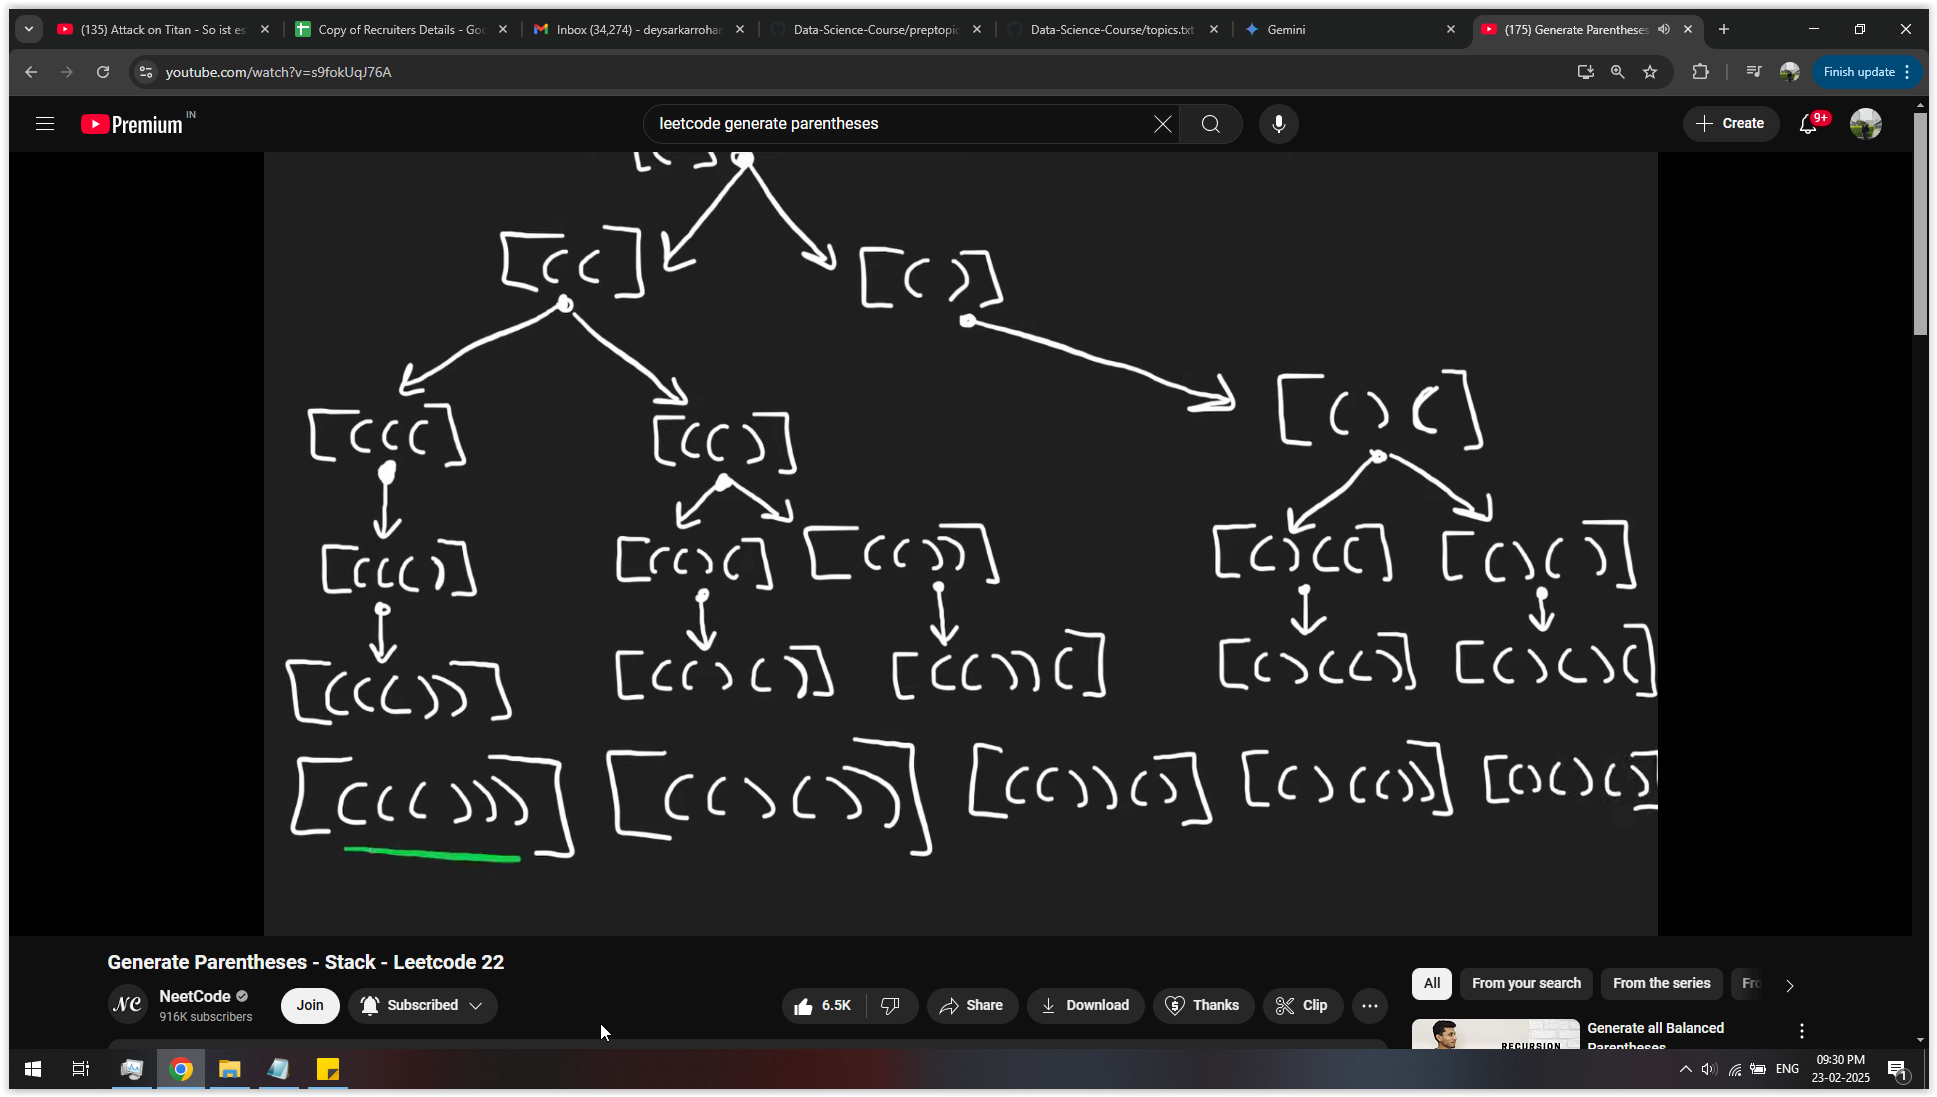 (135) Attack on Titan - So ist es
Copy of Recruiters Details - Goo
Inbox (34,274) - deysarkarrohan
Data-Science-Course/preptopic
Data-Science-Course/topics.txt
Gemini
(175) Generate Parentheses
youtube.com/watch?v=s9fokUqJ76A
Finish update
Premium IN
leetcode generate parentheses
Create
9+
[(]
[((]
[()]
[(((]
[(()]
[()(]
[((()]
[(()(]
[(())]
[()((]
[()()]
[((())]
[(()()]
[(())(]
[()(()]
[()()(]
[((()))]
[(()())]
[(())()]
[()(())]
[()()()]
Generate Parentheses - Stack - Leetcode 22
NC
NeetCode
916K subscribers
Join
Subscribed
6.5K
Share
Download
Thanks
Clip
All
From your search
From the series
Fro
RECURSION
Generate all Balanced
Parentheses
ENG
09:30 PM
23-02-2025
1